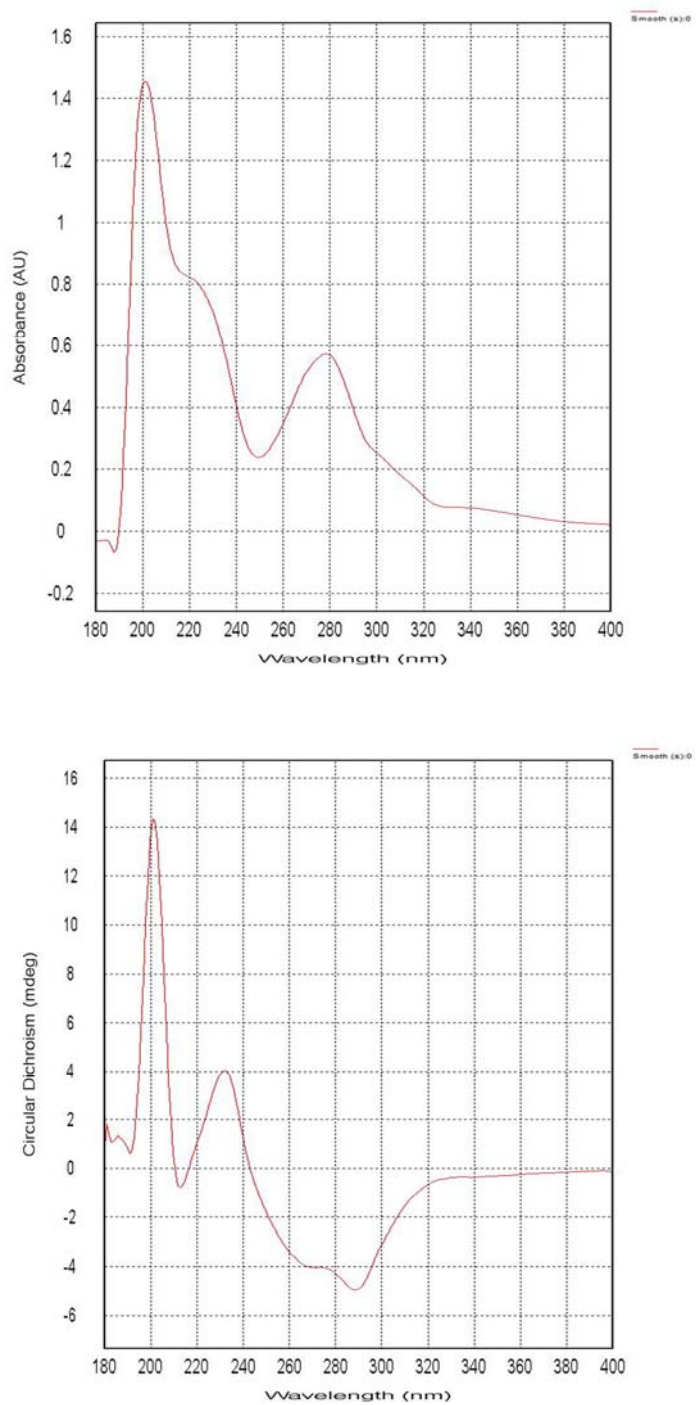 Smooth (s):0
1.6
1.4
1.2
1
0.8
0.6
0.4
0.2
0
-0.2
Absorbance (AU)
180 200 220 240 260 280 300 320 340 360 380 400
Wavelength (nm)
Smooth (s):0
16
14
12
10
8
6
4
2
0
-2
-4
-6
Circular Dichroism (mdeg)
180 200 220 240 260 280 300 320 340 360 380 400
Wavelength (nm)